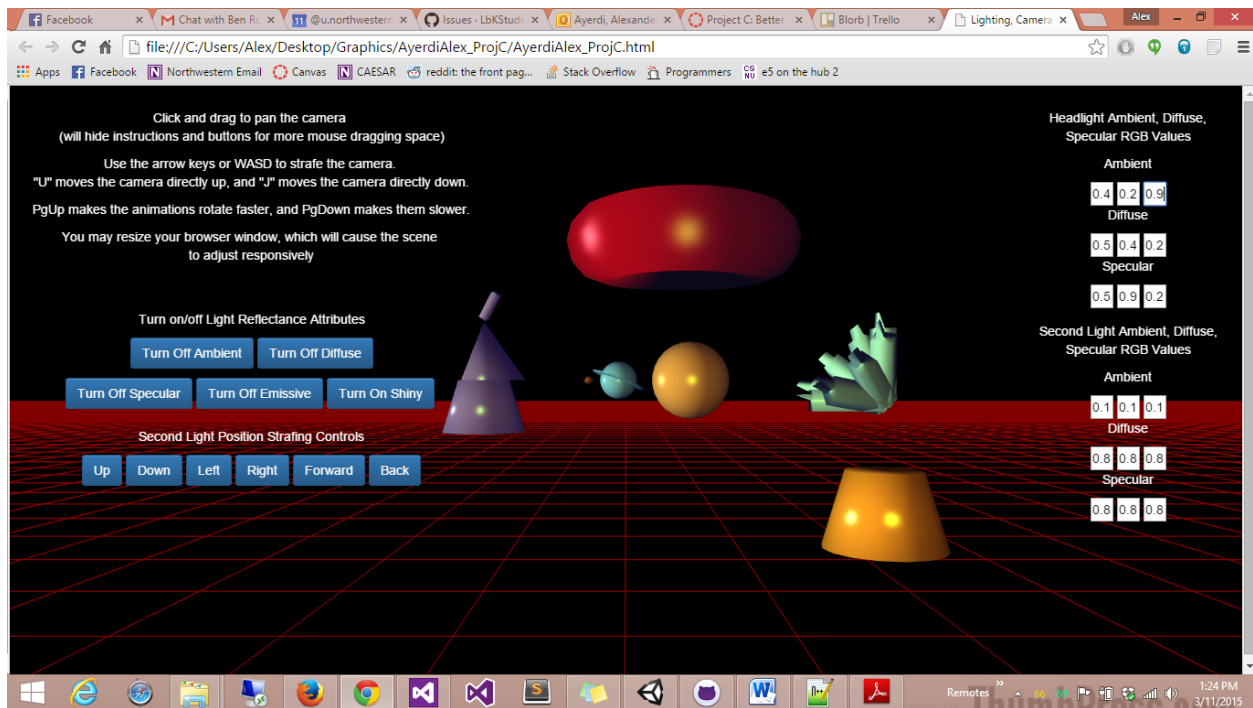 Facebook
Chat with Ben Ro
@u.northwestern
Issues · LbKStudi
Ayerdi, Alexande
Project C: Better
Blorb | Trello
Lighting, Camera
Alex
file:///C:/Users/Alex/Desktop/Graphics/AyerdiAlex_ProjC/AyerdiAlex_ProjC.html
Apps Facebook Northwestern Email Canvas CAESAR reddit: the front pag... Stack Overflow Programmers e5 on the hub 2
Click and drag to pan the camera
(will hide instructions and buttons for more mouse dragging space)
Use the arrow keys or WASD to strafe the camera.
"U" moves the camera directly up, and "J" moves the camera directly down.
PgUp makes the animations rotate faster, and PgDown makes them slower.
You may resize your browser window, which will cause the scene
to adjust responsively
Turn on/off Light Reflectance Attributes
Turn Off Ambient Turn Off Diffuse
Turn Off Specular Turn Off Emissive Turn On Shiny
Second Light Position Strafing Controls
Up Down Left Right Forward Back
Headlight Ambient, Diffuse,
Specular RGB Values
Ambient
0.4 0.2 0.9
Diffuse
0.5 0.4 0.2
Specular
0.5 0.9 0.2
Second Light Ambient, Diffuse,
Specular RGB Values
Ambient
0.1 0.1 0.1
Diffuse
0.8 0.8 0.8
Specular
0.8 0.8 0.8
Remotes
1:24 PM
3/11/2015